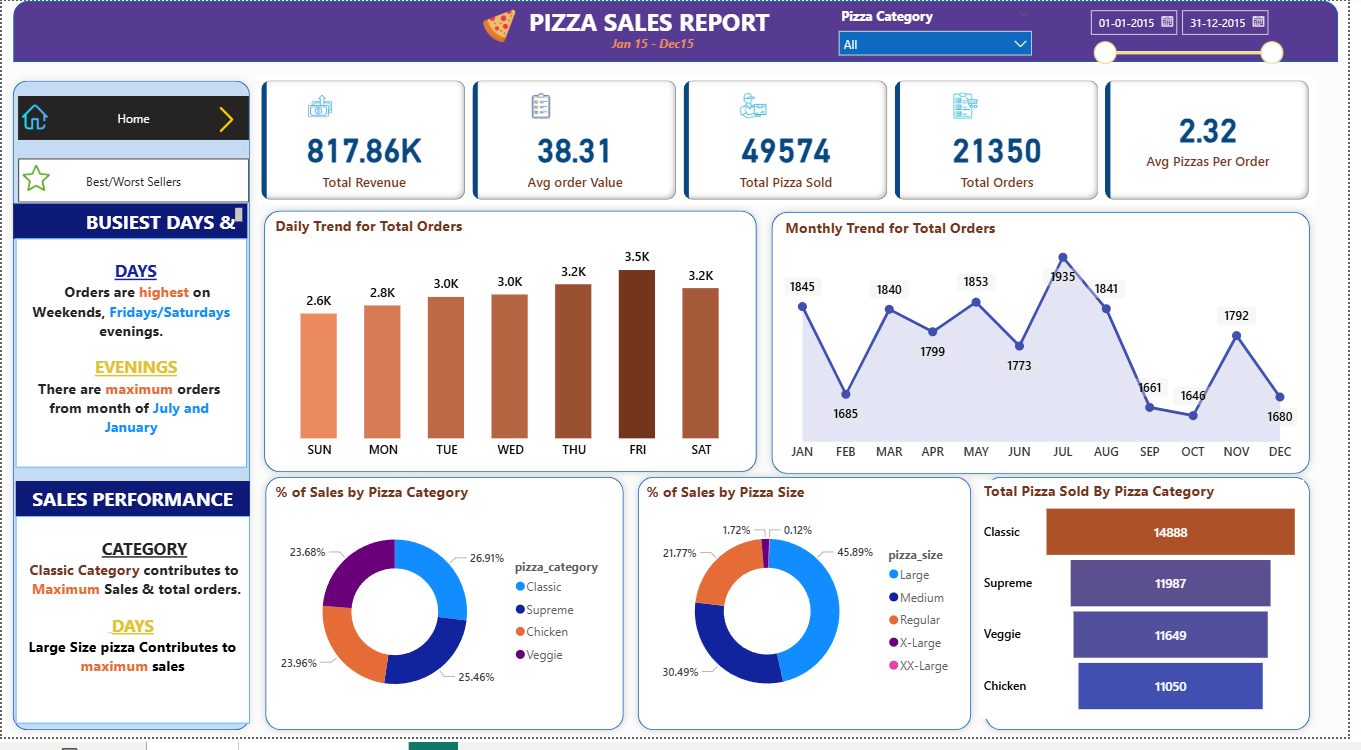 PIZZA SALES REPORT
Jan 15 - Dec15
Pizza Category
All
01-01-2015
31-12-2015
Home
Best/Worst Sellers
BUSIEST DAYS &
DAYS
Orders are highest on
Weekends, Fridays/Saturdays
evenings.
EVENINGS
There are maximum orders
from month of July and
January
SALES PERFORMANCE
CATEGORY
Classic Category contributes to
Maximum Sales & total orders.
DAYS
Large Size pizza Contributes to
maximum sales
817.86K
Total Revenue
38.31
Avg order Value
49574
Total Pizza Sold
21350
Total Orders
2.32
Avg Pizzas Per Order
Daily Trend for Total Orders
2.6K
2.8K
3.0K
3.0K
3.2K
3.5K
3.2K
SUN MON TUE WED THU FRI SAT
Monthly Trend for Total Orders
1845
1685
1840
1799
1853
1773
1935
1841
1661
1646
1792
1680
JAN FEB MAR APR MAY JUN JUL AUG SEP OCT NOV DEC
% of Sales by Pizza Category
23.68%
26.91%
23.96%
25.46%
pizza_category
Classic
Supreme
Chicken
Veggie
% of Sales by Pizza Size
1.72%
0.12%
21.77%
45.89%
30.49%
pizza_size
Large
Medium
Regular
X-Large
XX-Large
Total Pizza Sold By Pizza Category
Classic 14888
Supreme 11987
Veggie 11649
Chicken 11050